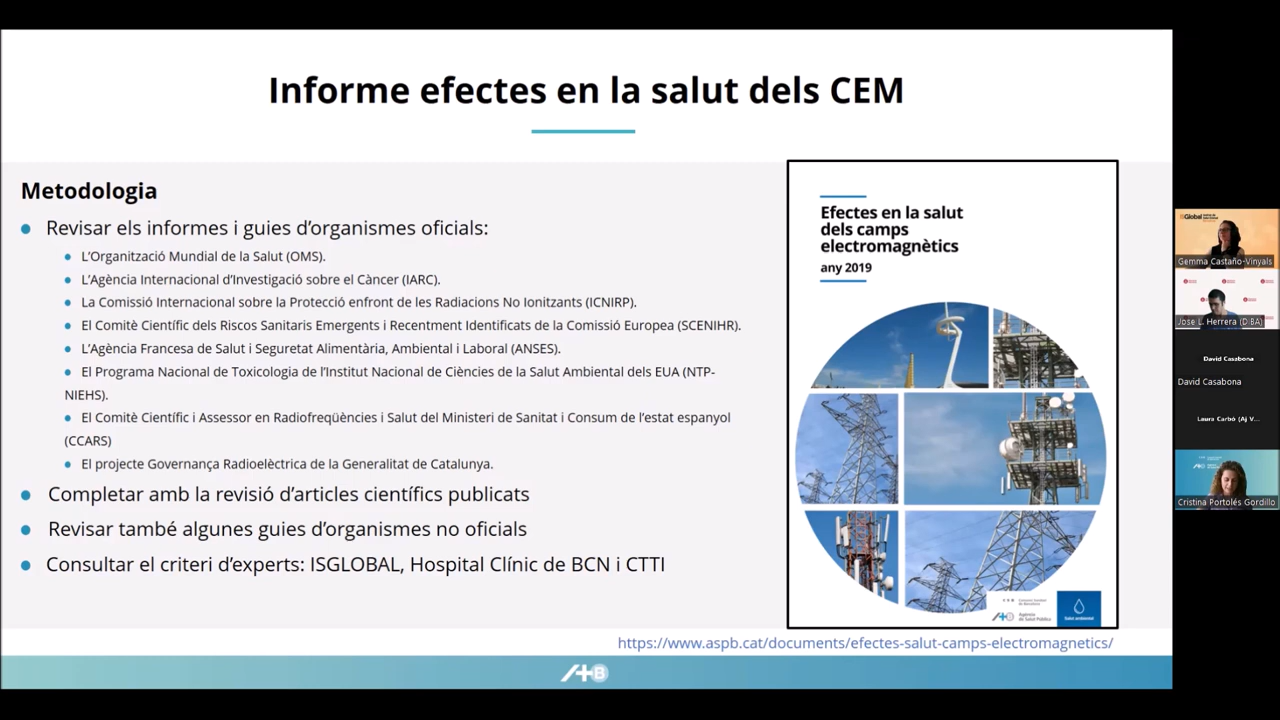 Informe efectes en la salut dels CEM
Metodologia
Revisar els informes i guies d'organismes oficials:
L'Organització Mundial de la Salut (OMS).
L'Agència Internacional d'Investigació sobre el Càncer (IARC).
La Comissió Internacional sobre la Protecció enfront de les Radiacions No Ionitzants (ICNIRP).
El Comitè Científic dels Riscos Sanitaris Emergents i Recentment Identificats de la Comissió Europea (SCENIHR).
L'Agència Francesa de Salut i Seguretat Alimentària, Ambiental i Laboral (ANSES).
El Programa Nacional de Toxicologia de l'Institut Nacional de Ciències de la Salut Ambiental dels EUA (NTP-
NIEHS).
El Comitè Científic i Assessor en Radiofreqüències i Salut del Ministeri de Sanitat i Consum de l'estat espanyol
(CCARS)
El projecte Governança Radioelèctrica de la Generalitat de Catalunya.
Completar amb la revisió d'articles científics publicats
Revisar també algunes guies d'organismes no oficials
Consultar el criteri d'experts: ISGLOBAL, Hospital Clínic de BCN i CTTI
Efectes en la salut
dels camps
electromagnètics
any 2019
Salut ambiental
https://www.aspb.cat/documents/efectes-salut-camps-electromagnetics/
ISGlobal
Gemma Castaño-Vinyals
Jose L. Herrera (DIBA)
David Casabona
David Casabona
Laura Carbó (Aj V...
Cristina Portolés Gordillo